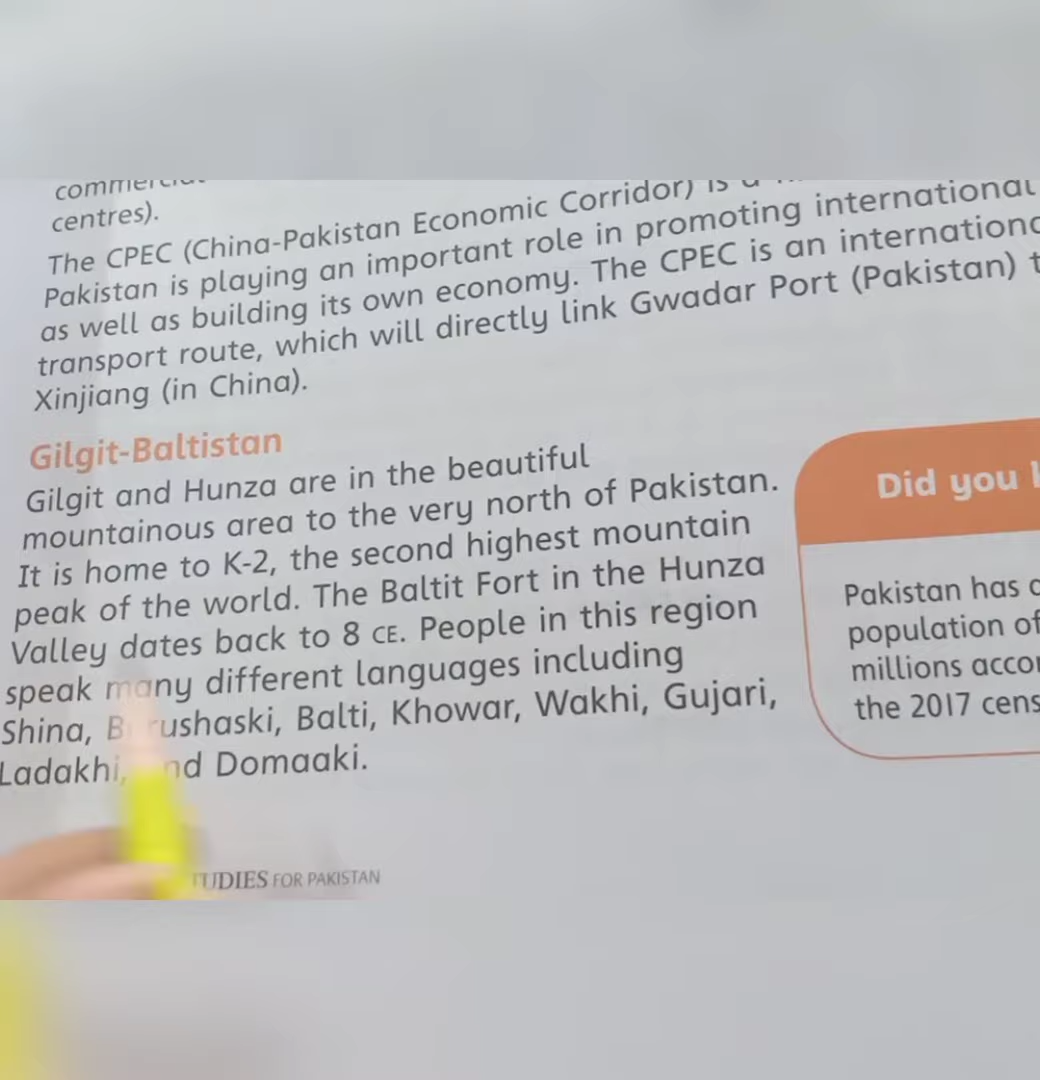 centres).
The CPEC (China-Pakistan Economic Corridor) is a
Pakistan is playing an important role in promoting international
as well as building its own economy. The CPEC is an
transport route, which will directly link Gwadar Port (Pakistan)
Xinjiang (in China).
Gilgit-Baltistan
Gilgit and Hunza are in the beautiful
mountainous area to the very north of Pakistan.
It is home to K-2, the second highest mountain
peak of the world. The Baltit Fort in the Hunza
Valley dates back to 8 CE. People in this region
speak many different languages including
Shina, Balti, Khowar, Wakhi, Gujari,
Ladakhi, Domaaki.
Did you
Pakistan has
population of
millions
the 2017
FOR PAKISTAN